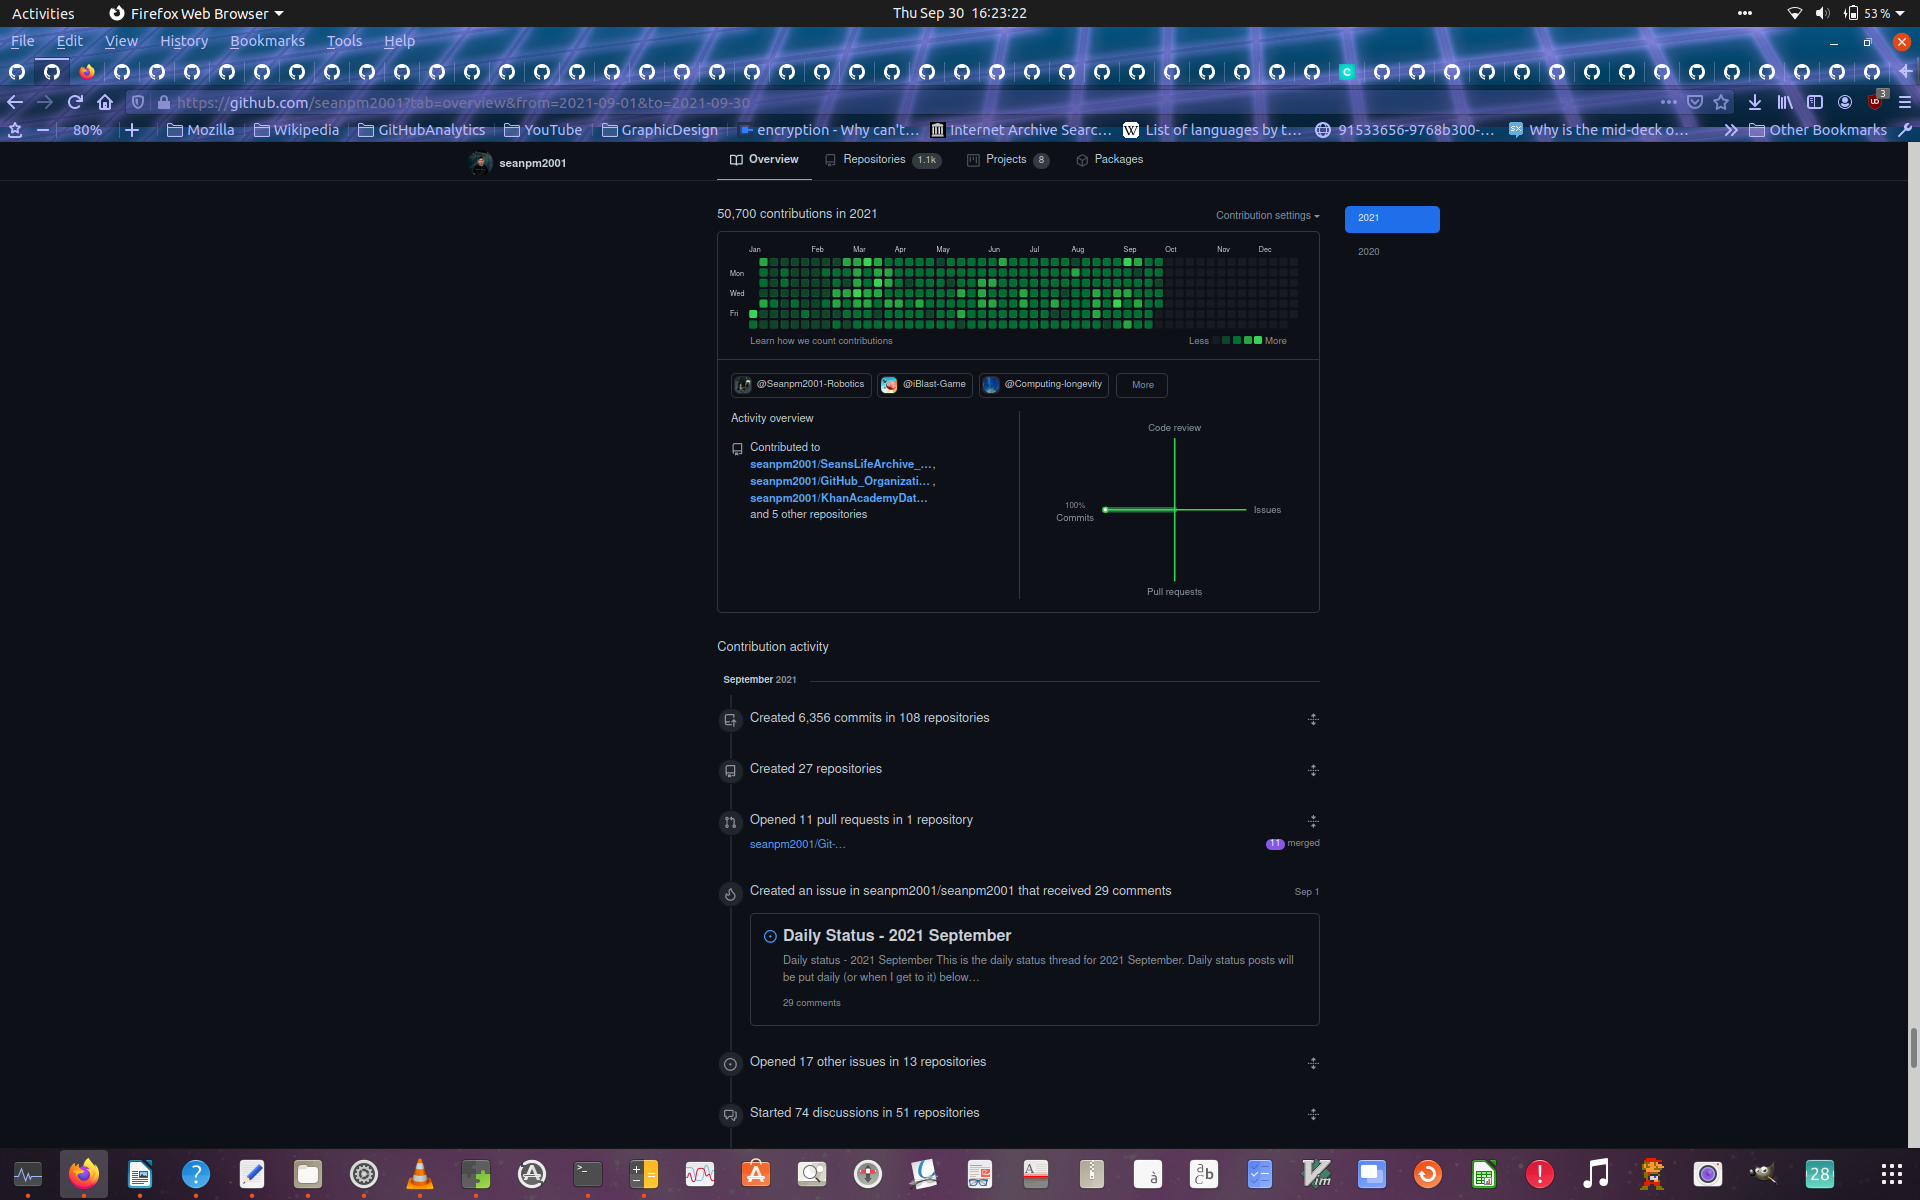 Activities Firefox Web Browser Thu Sep 30 16:23:22 53 %
File Edit View History Bookmarks Tools Help
https://github.com/seanpm2001?tab=overview&from=2021-09-01&to=2021-09-30 3
80% Mozilla Wikipedia GitHubAnalytics YouTube GraphicDesign encryption - Why can't… Internet Archive Searc… List of languages by t… 91533656-9768b300-… Why is the mid-deck o… Other Bookmarks
seanpm2001 Overview Repositories 1.1k Projects 8 Packages
50,700 contributions in 2021 Contribution settings 2021
2020
Jan Feb Mar Apr May Jun Jul Aug Sep Oct Nov Dec
Mon
Wed
Fri
Learn how we count contributions Less More
@Seanpm2001-Robotics @iBlast-Game @Computing-longevity More
Activity overview
Contributed to
seanpm2001/SeansLifeArchive_…,
seanpm2001/GitHub_Organizati… ,
seanpm2001/KhanAcademyDat…
and 5 other repositories
Code review
100%
Commits
Issues
Pull requests
Contribution activity
September 2021
Created 6,356 commits in 108 repositories
Created 27 repositories
Opened 11 pull requests in 1 repository
seanpm2001/Git-… 11 merged
Created an issue in seanpm2001/seanpm2001 that received 29 comments Sep 1
Daily Status - 2021 September
Daily status - 2021 September This is the daily status thread for 2021 September. Daily status posts will
be put daily (or when I get to it) below…
29 comments
Opened 17 other issues in 13 repositories
Started 74 discussions in 51 repositories
28